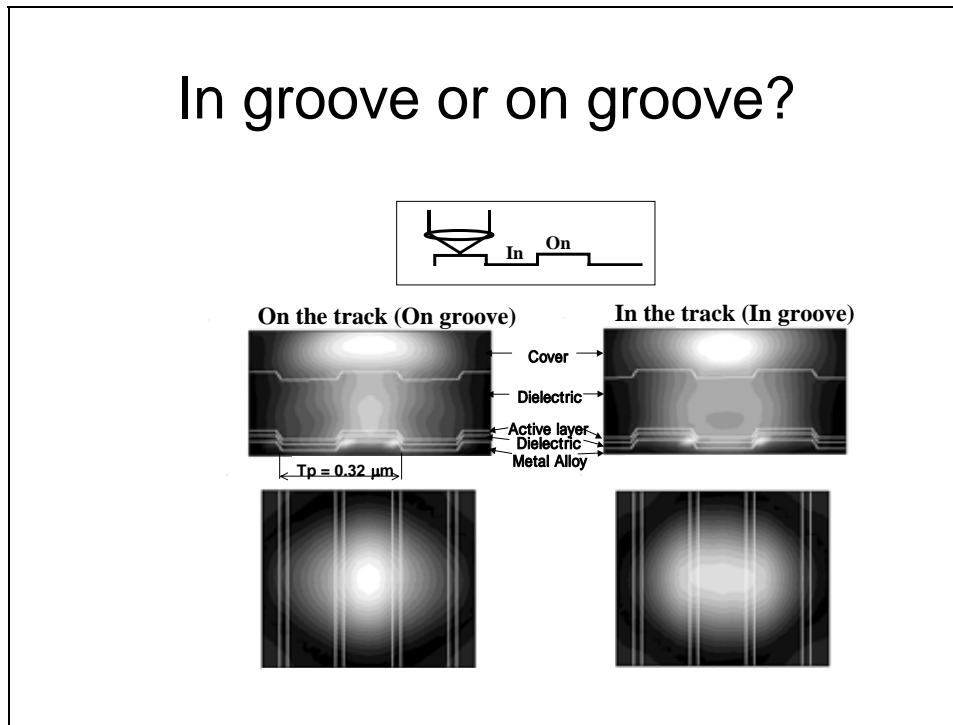 In groove or on groove?
In
On
On the track (On groove)
In the track (In groove)
Cover
Dielectric
Active layer
Dielectric
Metal Alloy
Tp = 0.32 μm